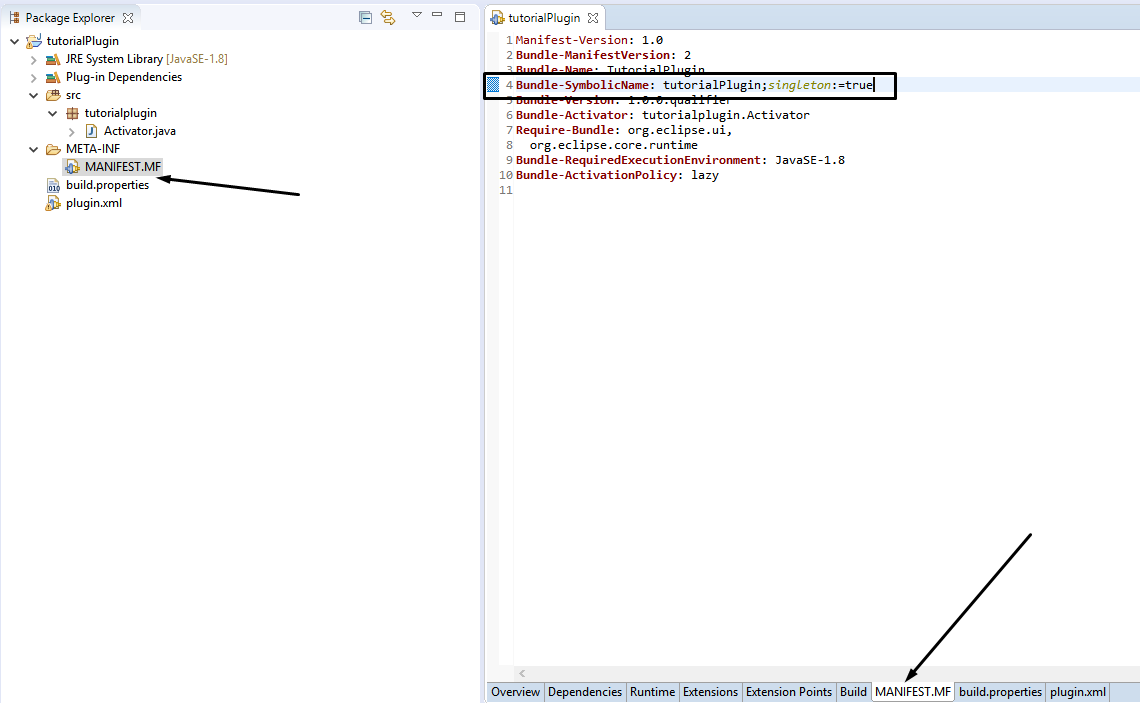 Package Explorer
tutorialPlugin
JRE System Library [JavaSE-1.8]
Plug-in Dependencies
src
tutorialplugin
Activator.java
META-INF
MANIFEST.MF
build.properties
plugin.xml
tutorialPlugin
1 Manifest-Version: 1.0
2 Bundle-ManifestVersion: 2
3 Bundle-Name: TutorialPlugin
4 Bundle-SymbolicName: tutorialPlugin;singleton:=true
5 Bundle-Version: 1.0.0.qualifier
6 Bundle-Activator: tutorialplugin.Activator
7 Require-Bundle: org.eclipse.ui,
8 org.eclipse.core.runtime
9 Bundle-RequiredExecutionEnvironment: JavaSE-1.8
10 Bundle-ActivationPolicy: lazy
11
Overview Dependencies Runtime Extensions Extension Points Build MANIFEST.MF build.properties plugin.xml